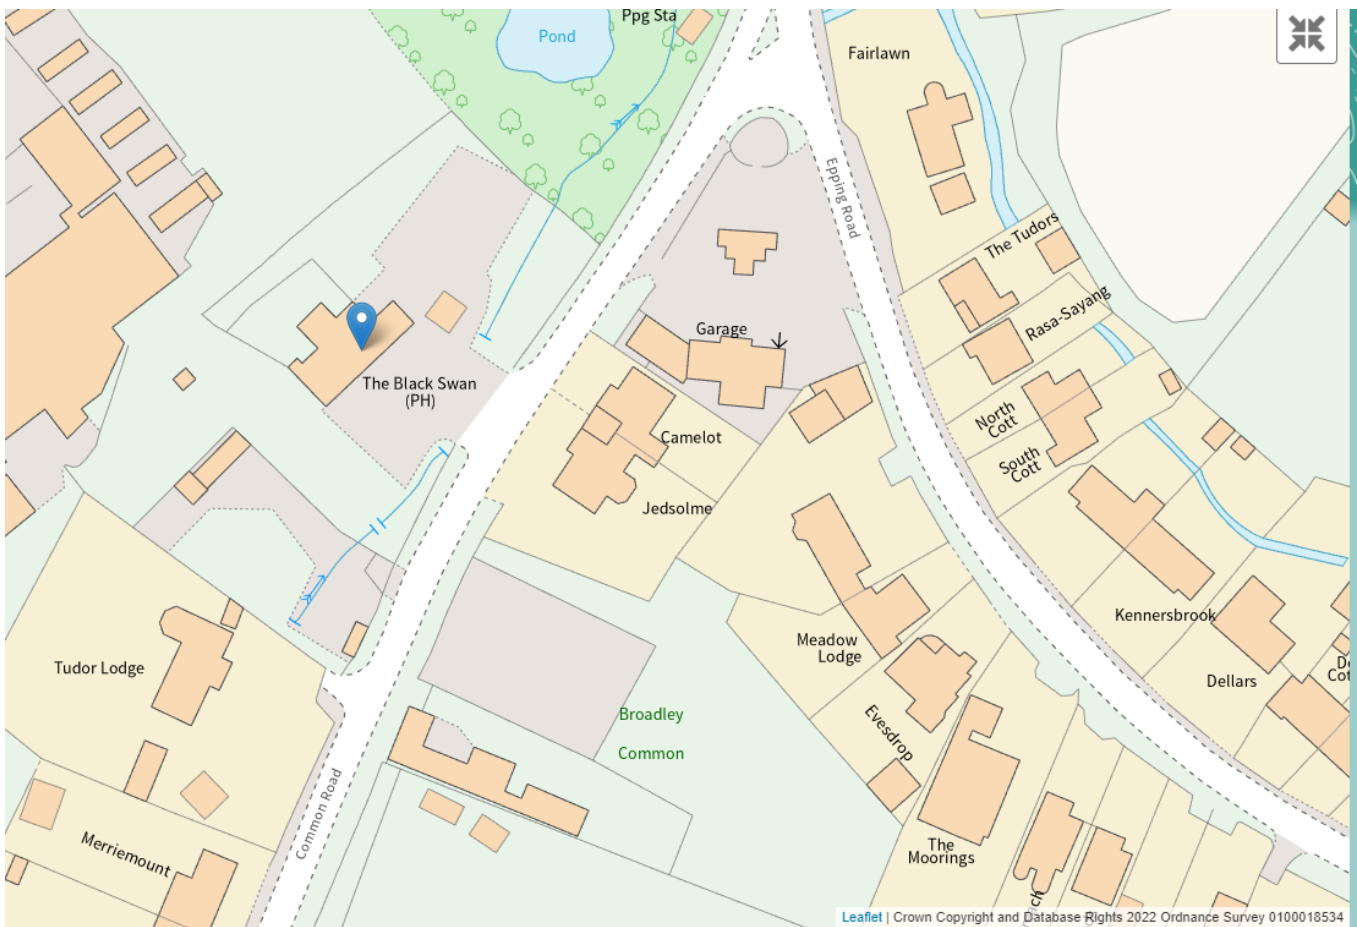 Ppg Sta
Pond
Fairlawn
Epping Road
The Tudors
Rasa-Sayang
Garage
The Black Swan
(PH)
North
Cott
Camelot
South
Cott
Jedsolme
Kennersbrook
Meadow
Lodge
Tudor Lodge
Dellars
Cot
Broadley
Common
Evesdrop
Common Road
Merriemount
The
Moorings
Leaflet | Crown Copyright and Database Rights 2022 Ordnance Survey 0100018534